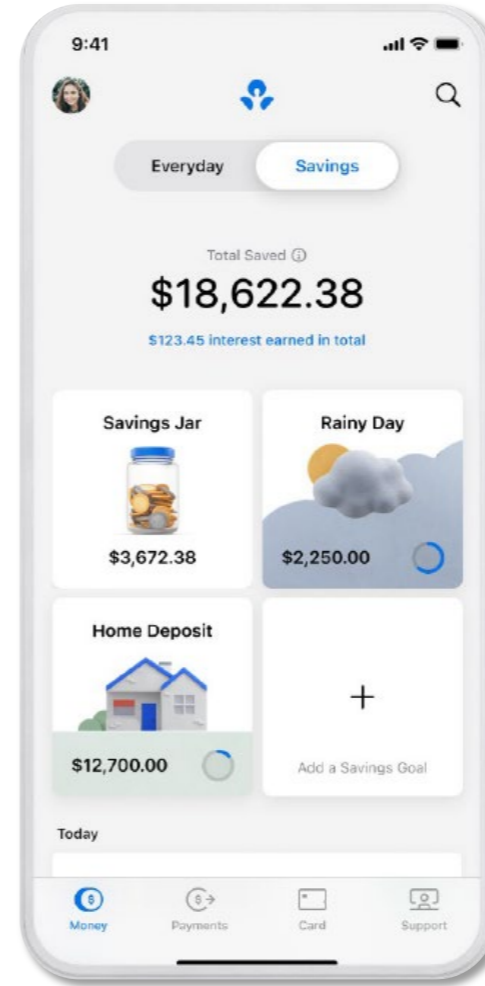 9:41
Everyday
Savings
Total Saved
$18,622.38
$123.45 interest earned in total
Savings Jar
Rainy Day
$3,672.38
$2,250.00
Home Deposit
$12,700.00
+
Add a Savings Goal
Today
Money
Payments
Card
Support